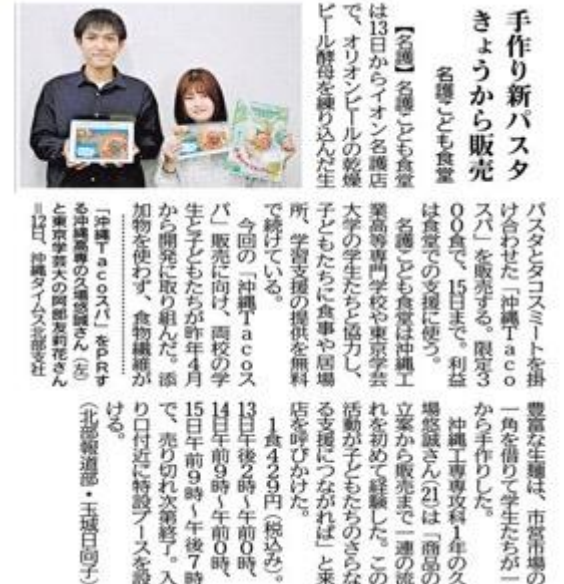 手作り新パスタ
きょうから販売
名護こども食堂
【名護】名護こども食堂
は13日からイオン名護店
で、オリオンビールの乾燥
ビール酵母を練り込んだ生
パスタとタコスミートを掛
け合わせた「沖縄Taco
スパ」を販売する。限定3
00食で、15日まで。利益
は食堂での支援に使う。
名護こども食堂は沖縄工
業高等専門学校や東京学芸
大学の学生たちと協力し、
子どもたちに食事や居場
所、学習支援の提供を無料
で続けている。
今回の「沖縄Tacoス
パ」販売に向け、両校の学
生と子どもたちが昨年4月
から開発に取り組んだ。添
加物を使わず、食物繊維が
豊富な生麺は、市営市場の
一角を借りて学生たちが一
から手作りした。
沖縄工専専攻科1年の久
場悠誠さん(21)は「商品の
立案から販売まで一連の流
れを初めて経験した。この
活動が子どもたちのさらな
る支援につながれば」と来
店を呼びかけた。
1食429円(税込み)。
13日午後2時〜午前0時、
14日午前9時〜午前0時、
15日午前9時〜午後7時
で、売り切れ次第終了。入
り口付近に特設ブースを設
ける。
(北部報道部・玉城日向子)
「沖縄Tacoスパ」をPRす
る沖縄高専の久場悠誠さん(左)
と東京学芸大の阿部友莉花さん
=12日、沖縄タイムス北部支社